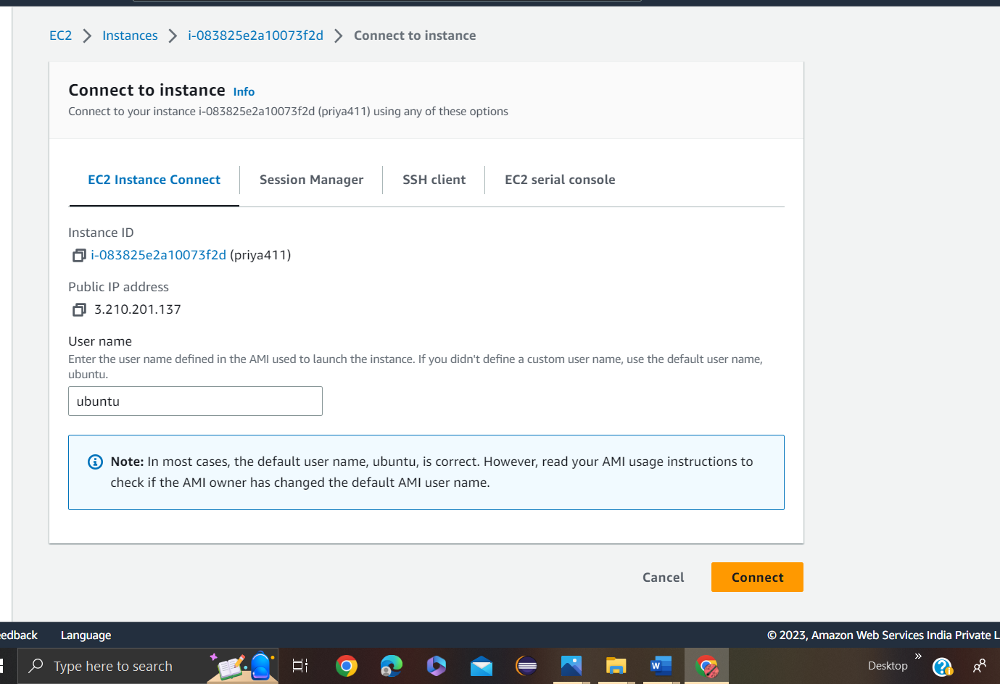 EC2 Instances i-083825e2a10073f2d Connect to instance
Connect to instance Info
Connect to your instance i-083825e2a10073f2d (priya411) using any of these options
EC2 Instance Connect Session Manager SSH client EC2 serial console
Instance ID
i-083825e2a10073f2d (priya411)
Public IP address
3.210.201.137
User name
Enter the user name defined in the AMI used to launch the instance. If you didn't define a custom user name, use the default user name,
ubuntu.
ubuntu
Note: In most cases, the default user name, ubuntu, is correct. However, read your AMI usage instructions to
check if the AMI owner has changed the default AMI user name.
Cancel Connect
edback Language © 2023, Amazon Web Services India Private L
Type here to search Desktop